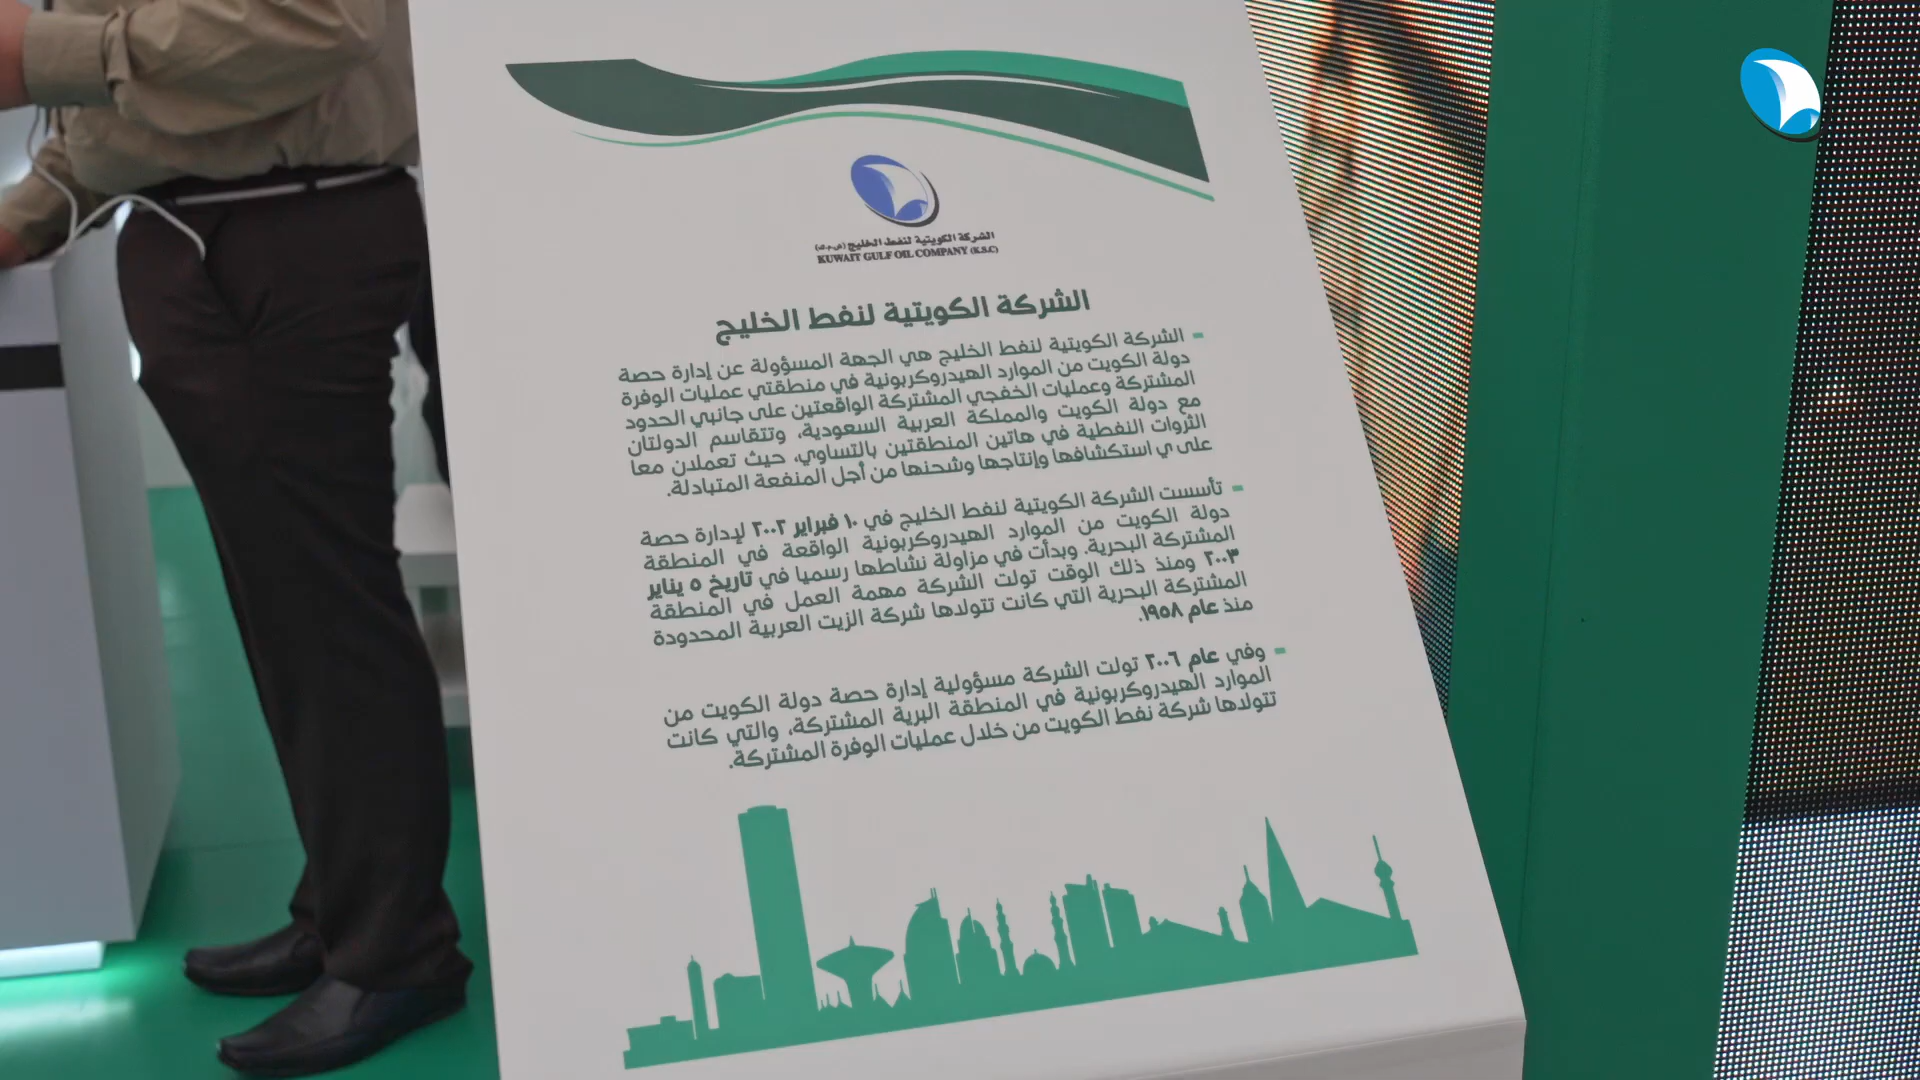 الشركة الكويتية لنفط الخليج (ش.م.ك)
KUWAIT GULF OIL COMPANY (K.S.C)
الشركة الكويتية لنفط الخليج
- الشركة الكويتية لنفط الخليج هي الجهة المسؤولة عن إدارة حصة
دولة الكويت من الموارد الهيدروكربونية في منطقتي عمليات الوفرة
المشتركة وعمليات الخفجي المشتركة الواقعتين على جانبي الحدود
مع دولة الكويت والمملكة العربية السعودية، وتتقاسم الدولتان
الثروات النفطية في هاتين المنطقتين بالتساوي، حيث تعملان معا
على ي استكشافها وإنتاجها وشحنها من أجل المنفعة المتبادلة.
- تأسست الشركة الكويتية لنفط الخليج في ١٠ فبراير ٢٠٠٢ لإدارة حصة
دولة الكويت من الموارد الهيدروكربونية الواقعة في المنطقة
المشتركة البحرية. وبدأت في مزاولة نشاطها رسميا في تاريخ ٥ يناير
٢٠٠٣ ومنذ ذلك الوقت تولت الشركة مهمة العمل في المنطقة
المشتركة البحرية التي كانت تتولدها شركة الزيت العربية المحدودة
منذ عام ١٩٥٨.
- وفي عام ٢٠٠٦ تولت الشركة مسؤولية إدارة حصة دولة الكويت من
الموارد الهيدروكربونية في المنطقة البرية المشتركة، والتي كانت
تتولدها شركة نفط الكويت من خلال عمليات الوفرة المشتركة.